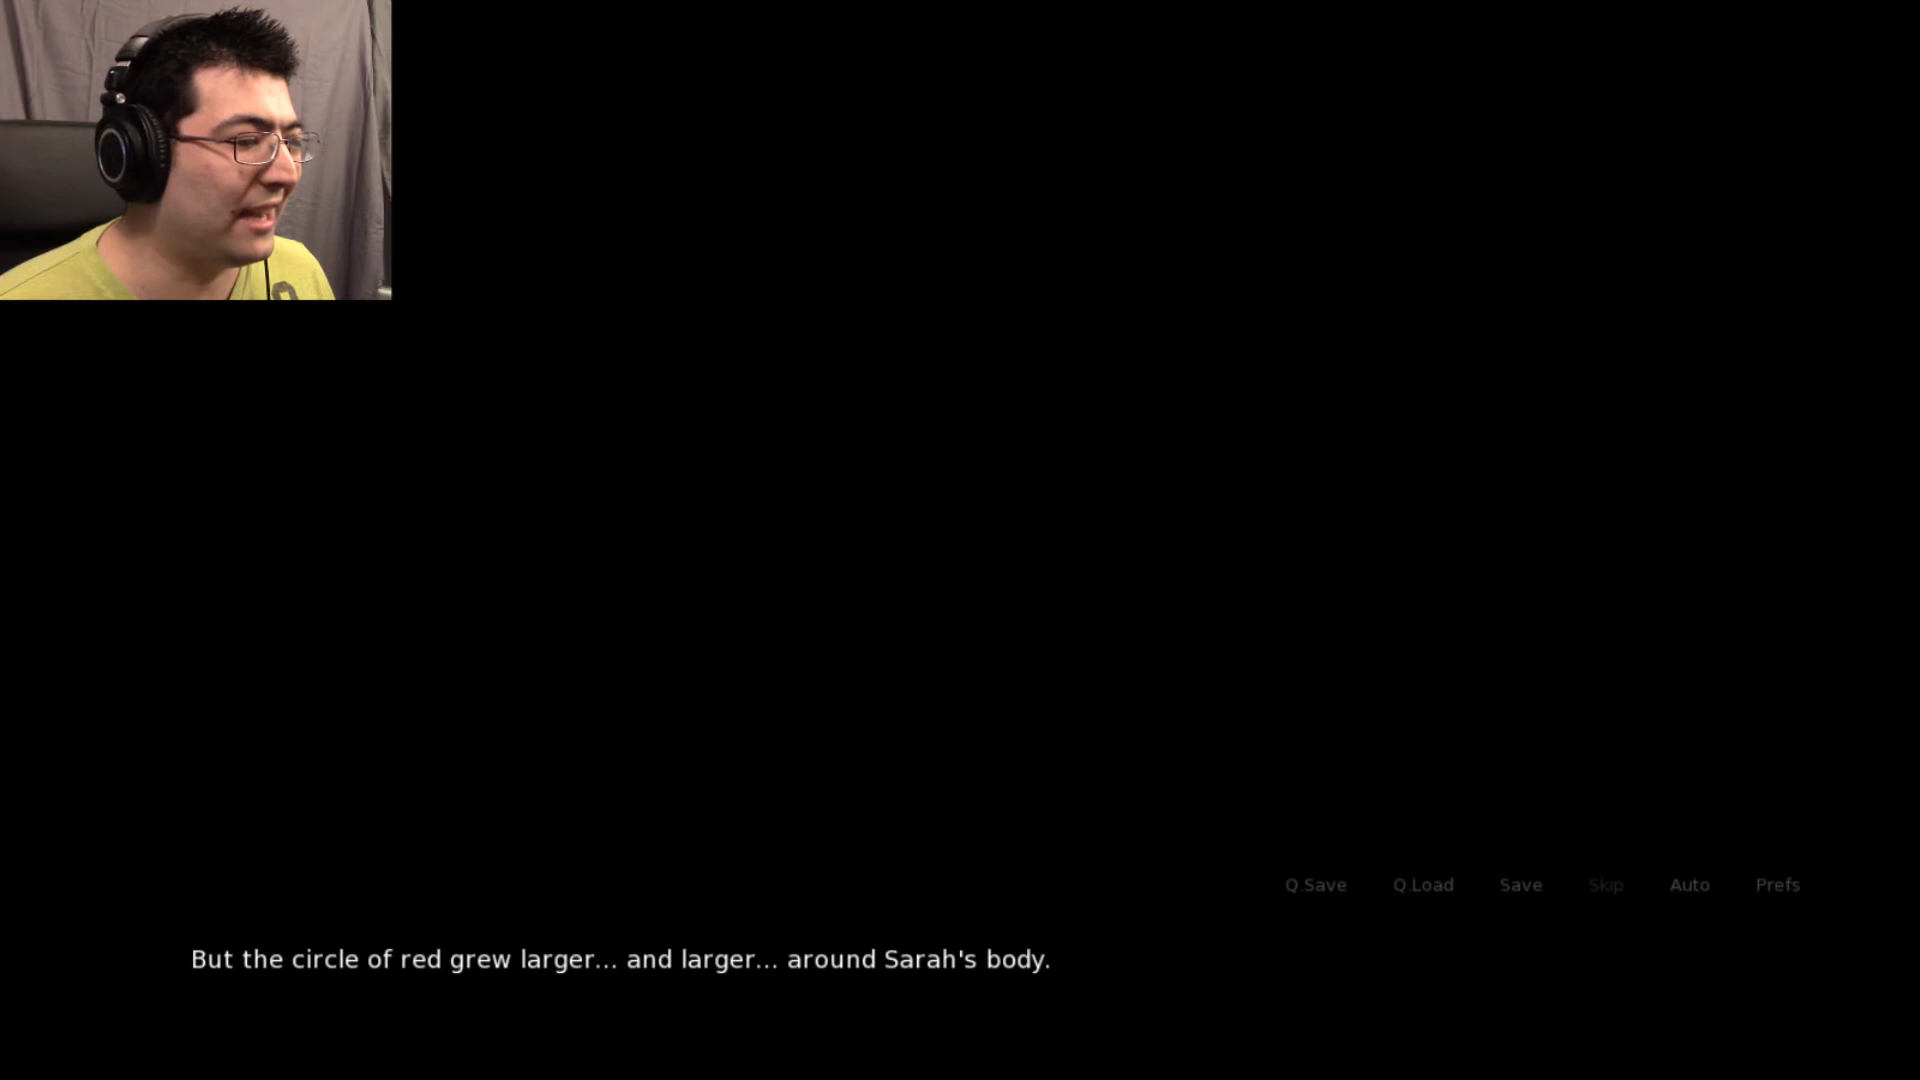 Q.Save Q.Load Save Skip Auto Prefs
But the circle of red grew larger... and larger... around Sarah's body.